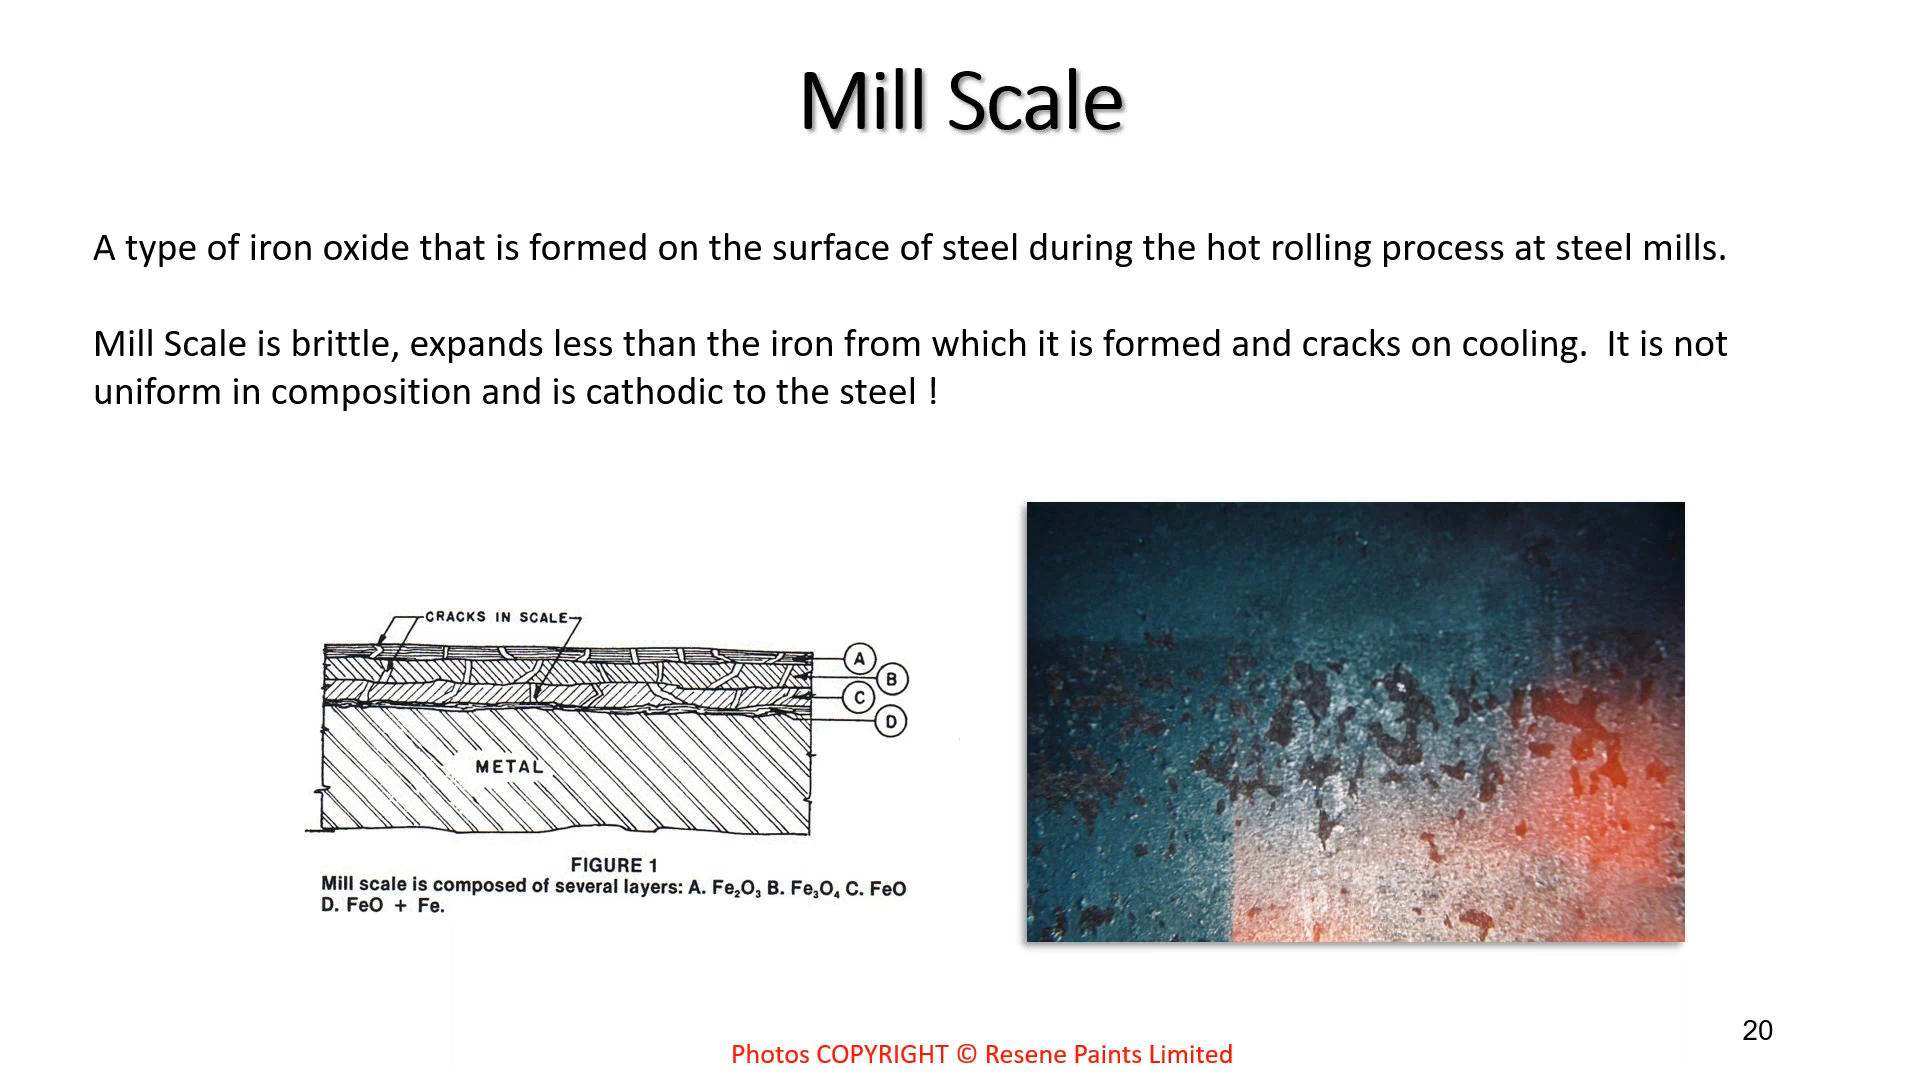 Mill Scale
A type of iron oxide that is formed on the surface of steel during the hot rolling process at steel mills.
Mill Scale is brittle, expands less than the iron from which it is formed and cracks on cooling.  It is not
uniform in composition and is cathodic to the steel !
CRACKS IN SCALE
A
B
C
D
METAL
FIGURE 1
Mill scale is composed of several layers: A. Fe₂O₃ B. Fe₃O₄ C. FeO
D. FeO + Fe.
20
Photos COPYRIGHT © Resene Paints Limited